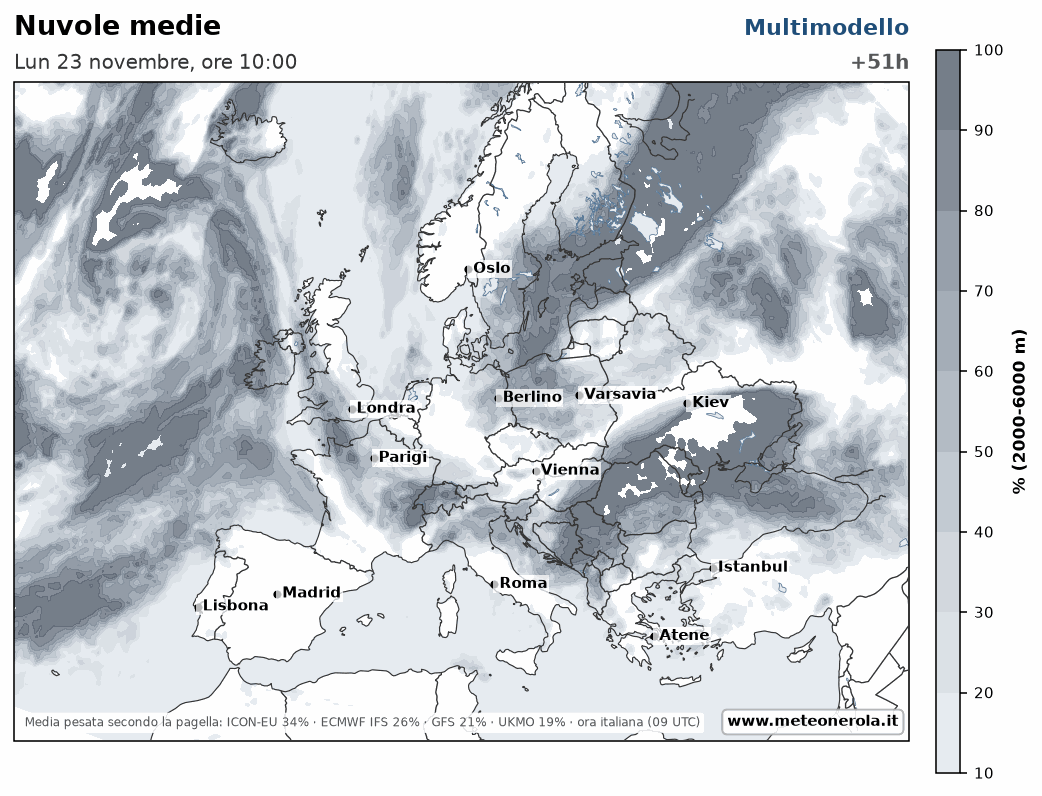 Nuvole medie
Multimodello
Lun 23 novembre, ore 10:00
+51h
100
90
80
70
60
50
40
30
20
10
% (2000-6000 m)
Oslo
Berlino
Varsavia
Kiev
Londra
Parigi
Vienna
Istanbul
Roma
Madrid
Lisbona
Atene
Media pesata secondo la pagella: ICON-EU 34% · ECMWF IFS 26% · GFS 21% · UKMO 19% · ora italiana (09 UTC)
www.meteonerola.it